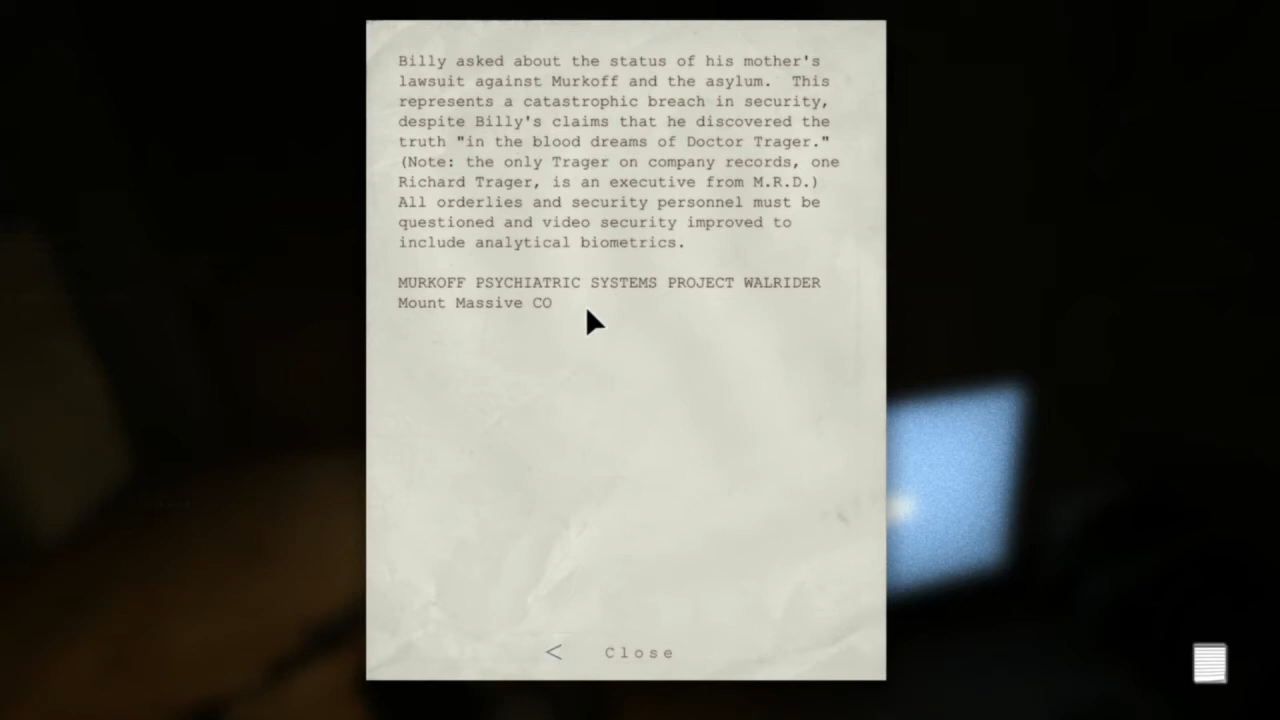 Billy asked about the status of his mother's
lawsuit against Murkoff and the asylum.  This
represents a catastrophic breach in security,
despite Billy's claims that he discovered the
truth "in the blood dreams of Doctor Trager."
(Note: the only Trager on company records, one
Richard Trager, is an executive from M.R.D.)
All orderlies and security personnel must be
questioned and video security improved to
include analytical biometrics.

MURKOFF PSYCHIATRIC SYSTEMS PROJECT WALRIDER
Mount Massive CO
< Close